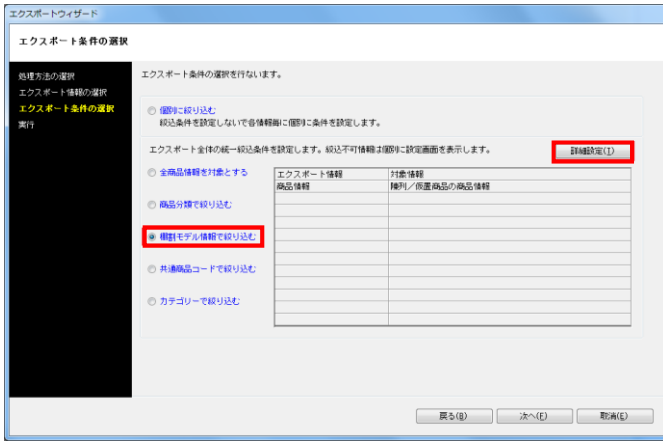 エクスポートウィザード
エクスポート条件の選択
処理方法の選択
エクスポート情報の選択
エクスポート条件の選択
実行
エクスポート条件の選択を行ないます。
個別に絞り込む
絞込条件を設定しないで各情報毎に個別に条件を設定します。
エクスポート全体の統一絞込条件を設定します。絞込不可情報は個別に設定画面を表示します。
詳細設定(T)
全商品情報を対象とする
商品分類で絞り込む
棚割モデル情報で絞り込む
共通商品コードで絞り込む
カテゴリーで絞り込む
エクスポート情報 対象情報
商品情報 陳列／仮置商品の商品情報
戻る(B) 次へ(F) 取消(E)